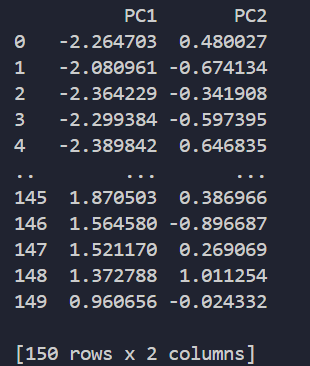 PC1 PC2
0 -2.264703 0.480027
1 -2.080961 -0.674134
2 -2.364229 -0.341908
3 -2.299384 -0.597395
4 -2.389842 0.646835
.. ... ...
145 1.870503 0.386966
146 1.564580 -0.896687
147 1.521170 0.269069
148 1.372788 1.011254
149 0.960656 -0.024332
[150 rows x 2 columns]